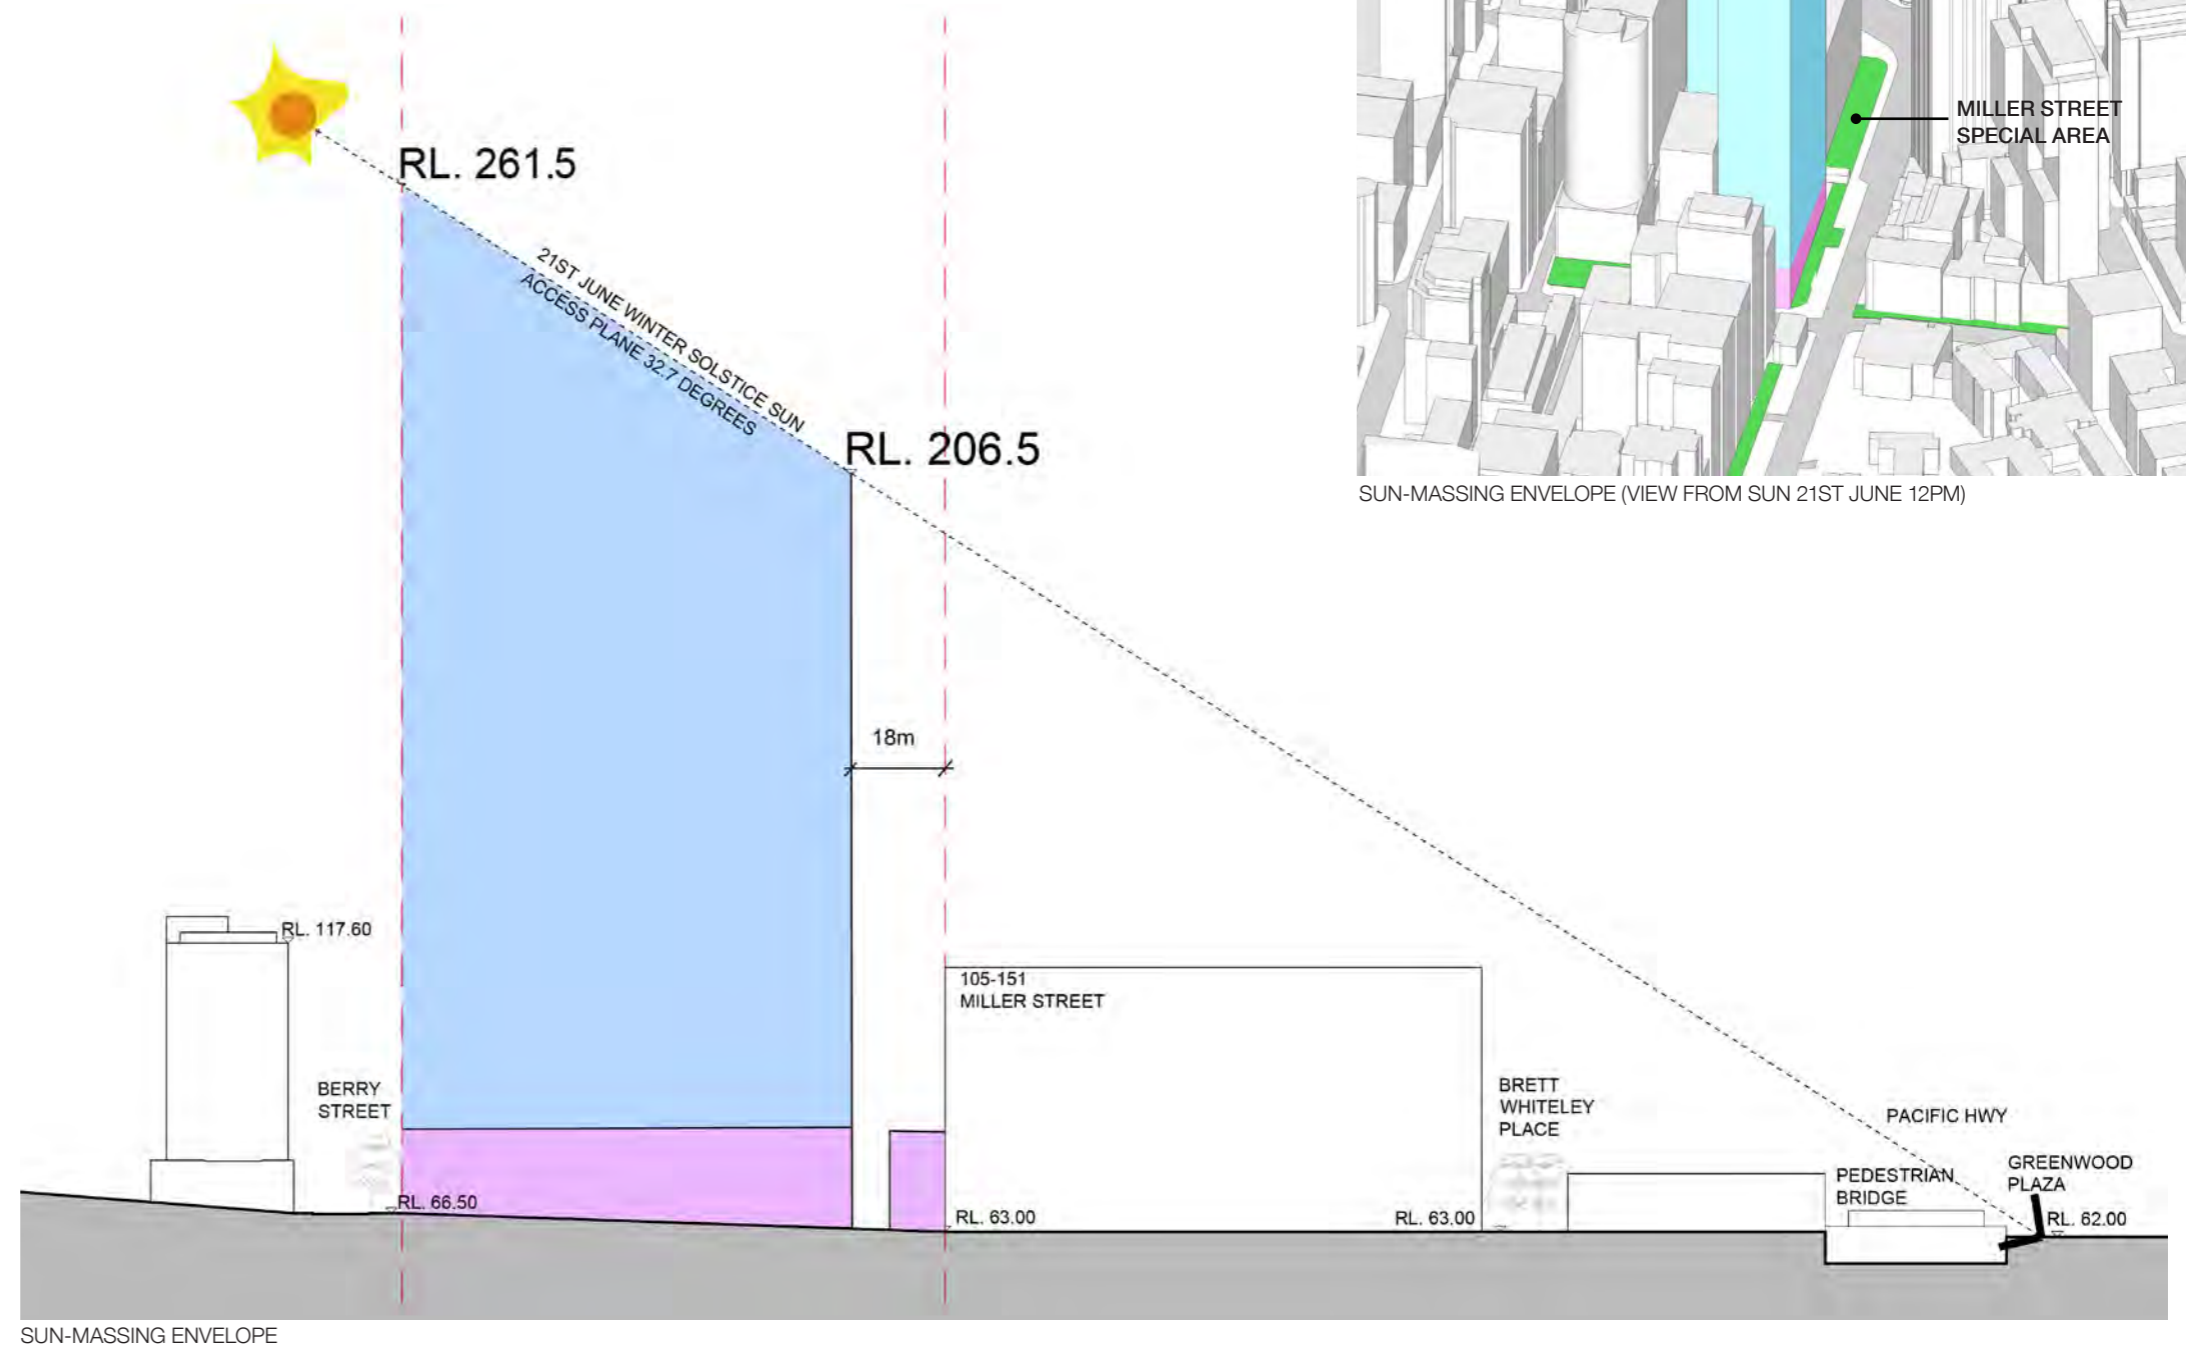 RL. 261.5
21ST JUNE WINTER SOLSTICE SUN
ACCESS PLANE 32.7 DEGREES
RL. 206.5
MILLER STREET
SPECIAL AREA
SUN-MASSING ENVELOPE (VIEW FROM SUN 21ST JUNE 12PM)
18m
RL. 117.60
105-151
MILLER STREET
BERRY
STREET
BRETT
WHITELEY
PLACE
PACIFIC HWY
PEDESTRIAN
BRIDGE
GREENWOOD
PLAZA
RL. 66.50
RL. 63.00
RL. 63.00
RL. 62.00
SUN-MASSING ENVELOPE